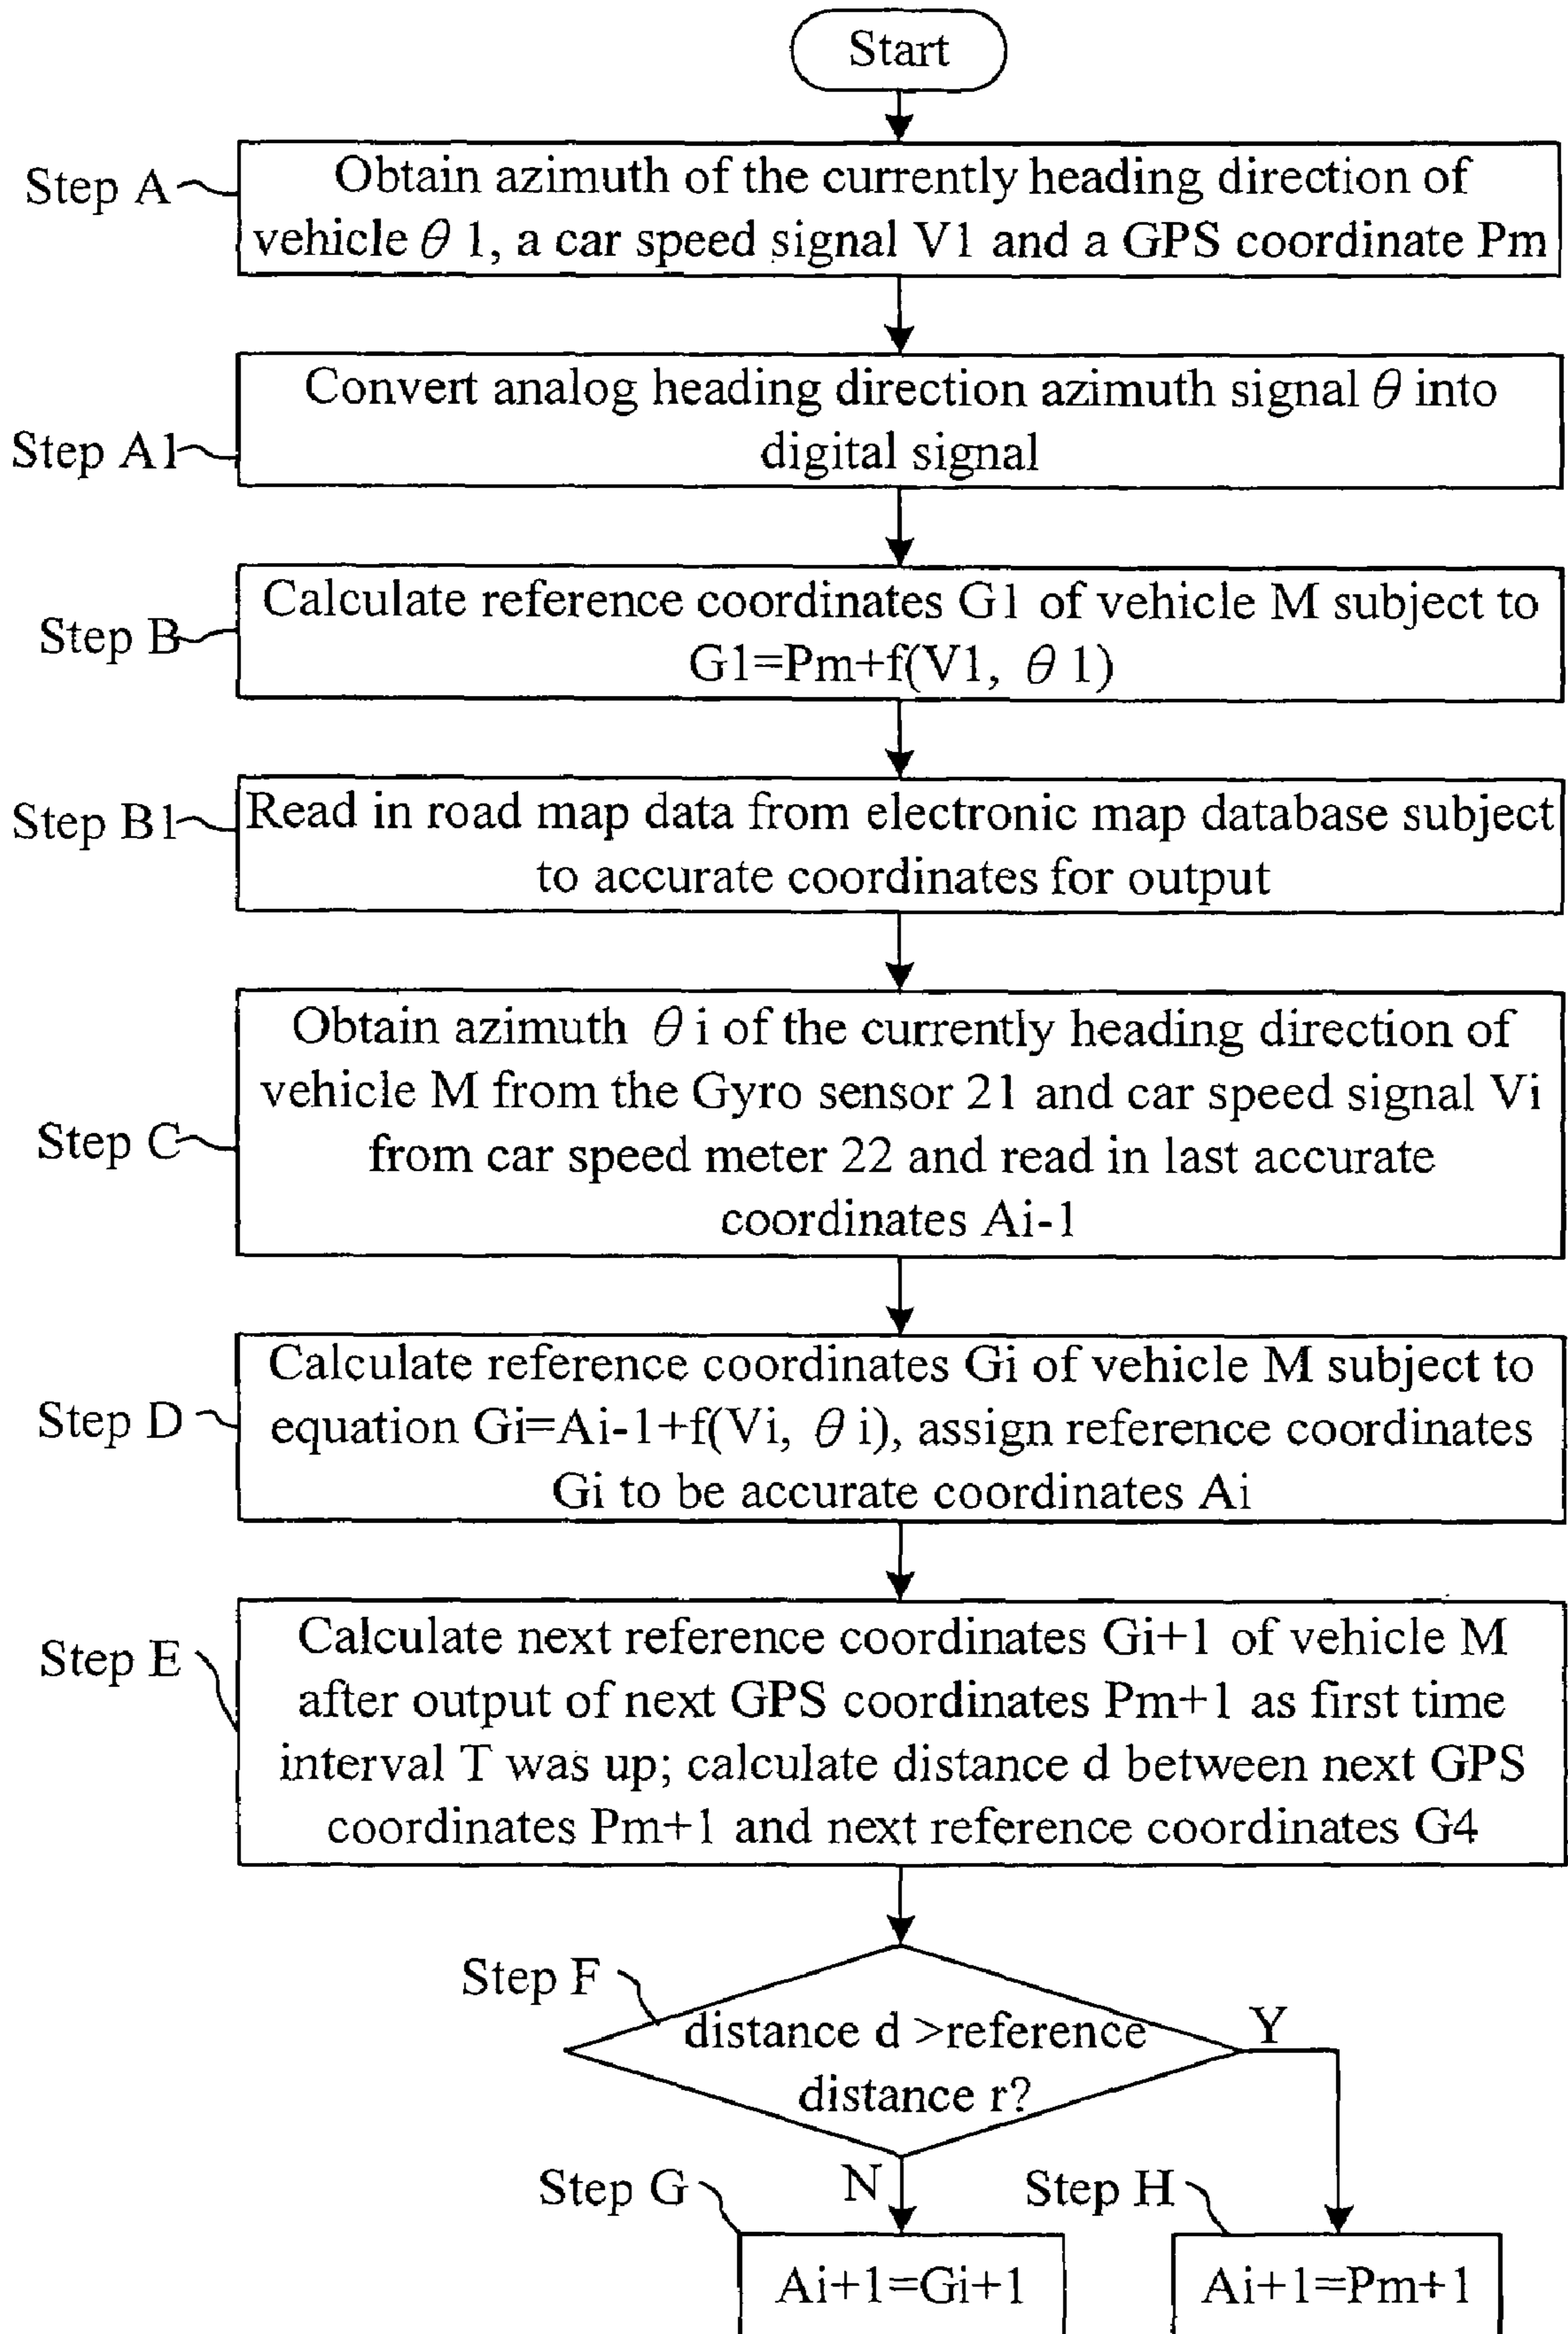 Start
Step A
Obtain azimuth of the currently heading direction of
vehicle θ 1, a car speed signal V1 and a GPS coordinate Pm
Step A1
Convert analog heading direction azimuth signal θ into
digital signal
Step B
Calculate reference coordinates G1 of vehicle M subject to
G1=Pm+f(V1, θ 1)
Step B1
Read in road map data from electronic map database subject
to accurate coordinates for output
Step C
Obtain azimuth θ i of the currently heading direction of
vehicle M from the Gyro sensor 21 and car speed signal Vi
from car speed meter 22 and read in last accurate
coordinates Ai-1
Step D
Calculate reference coordinates Gi of vehicle M subject to
equation Gi=Ai-1+f(Vi, θ i), assign reference coordinates
Gi to be accurate coordinates Ai
Step E
Calculate next reference coordinates Gi+1 of vehicle M
after output of next GPS coordinates Pm+1 as first time
interval T was up; calculate distance d between next GPS
coordinates Pm+1 and next reference coordinates G4
Step F
distance d >reference
distance r?
Y
N
Step G
Ai+1=Gi+1
Step H
Ai+1=Pm+1